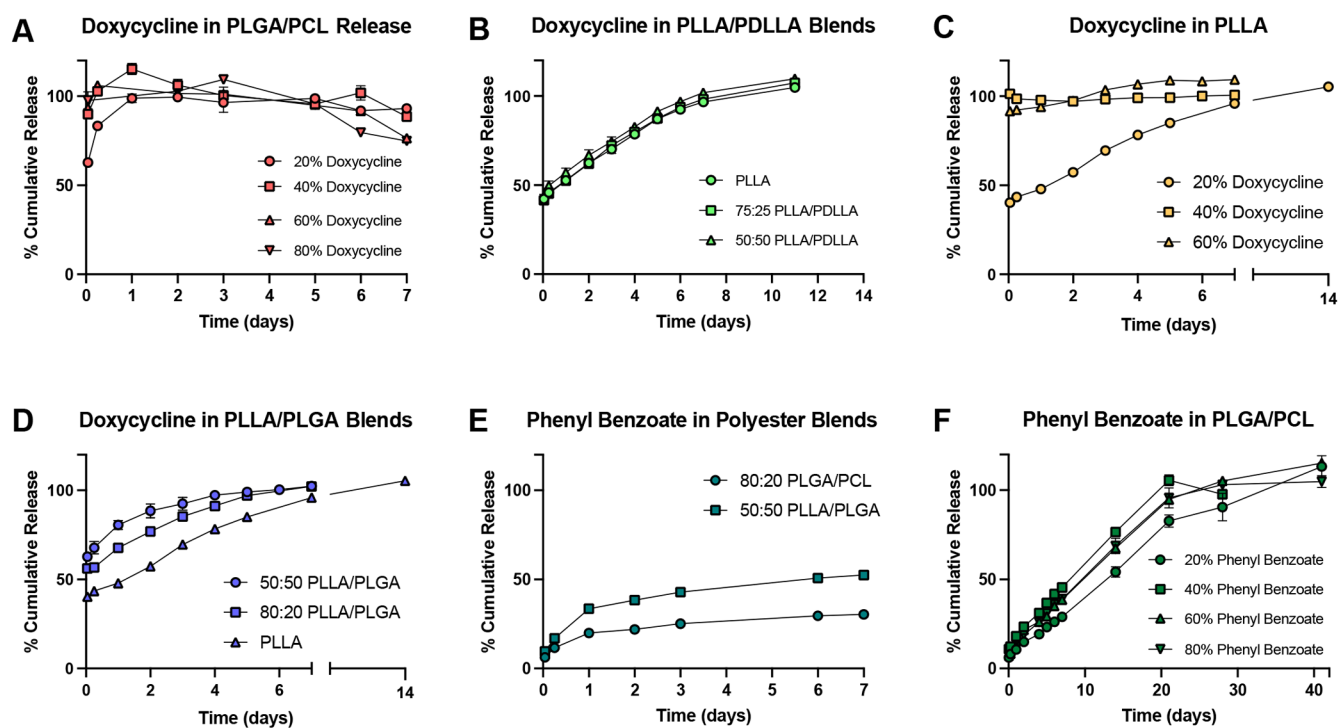 A
Doxycycline in PLGA/PCL Release
% Cumulative Release
100
50
0
20% Doxycycline
40% Doxycycline
60% Doxycycline
80% Doxycycline
0 1 2 3 4 5 6 7
Time (days)
B
Doxycycline in PLLA/PDLLA Blends
% Cumulative Release
100
50
0
PLLA
75:25 PLLA/PDLLA
50:50 PLLA/PDLLA
0 2 4 6 8 10 12 14
Time (days)
C
Doxycycline in PLLA
% Cumulative Release
100
50
0
20% Doxycycline
40% Doxycycline
60% Doxycycline
0 2 4 6 14
Time (days)
D
Doxycycline in PLLA/PLGA Blends
% Cumulative Release
100
50
0
50:50 PLLA/PLGA
80:20 PLLA/PLGA
PLLA
0 2 4 6 14
Time (days)
E
Phenyl Benzoate in Polyester Blends
% Cumulative Release
100
50
0
80:20 PLGA/PCL
50:50 PLLA/PLGA
0 1 2 3 4 5 6 7
Time (days)
F
Phenyl Benzoate in PLGA/PCL
% Cumulative Release
100
50
0
20% Phenyl Benzoate
40% Phenyl Benzoate
60% Phenyl Benzoate
80% Phenyl Benzoate
0 10 20 30 40
Time (days)